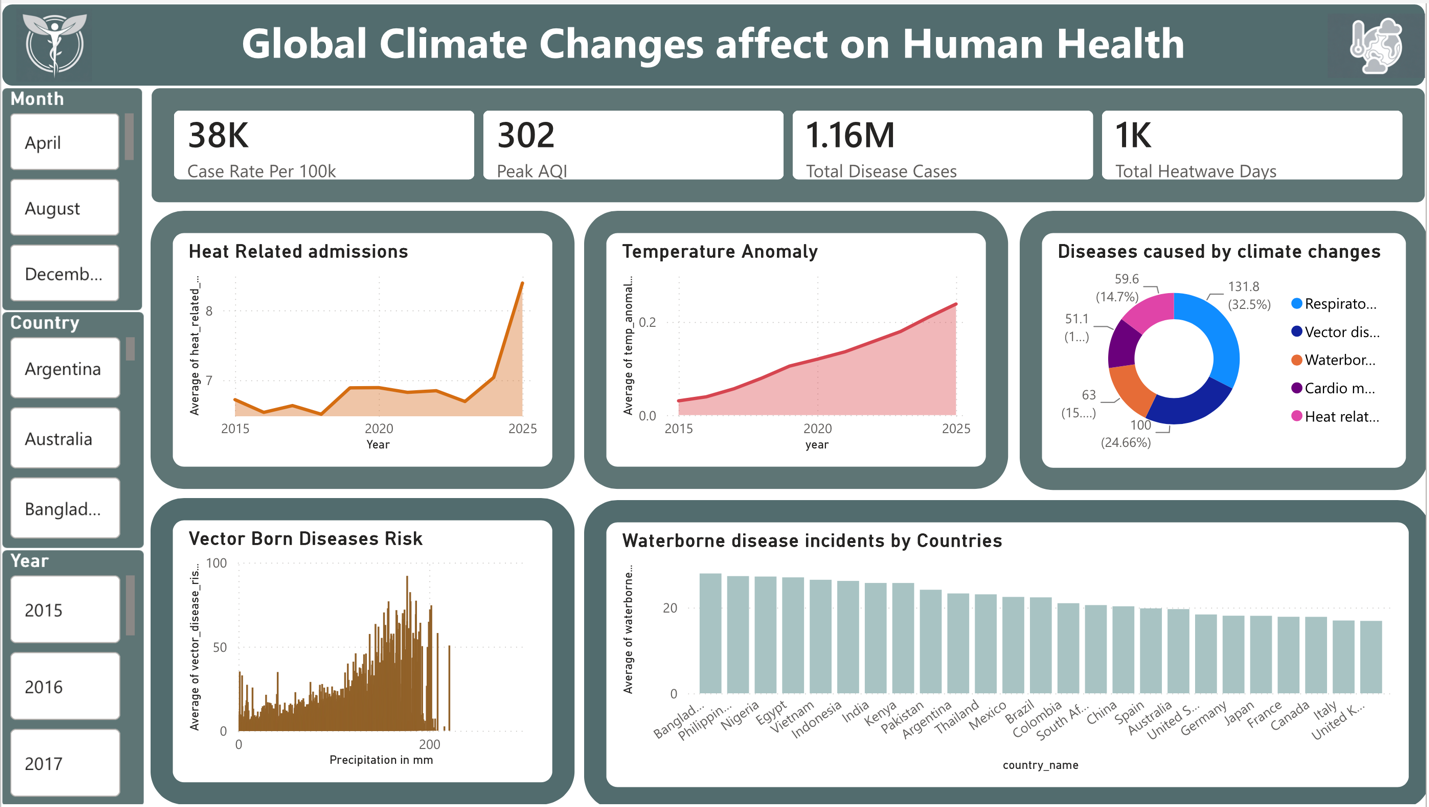 Global Climate Changes affect on Human Health
Month
April
August
Decemb...
Country
Argentina
Australia
Banglad...
Year
2015
2016
2017
38K
Case Rate Per 100k
302
Peak AQI
1.16M
Total Disease Cases
1K
Total Heatwave Days
Heat Related admissions
Average of heat_related_...
8
7
2015
2020
2025
Year
Temperature Anomaly
Average of temp_anomal...
0.2
0.0
2015
2020
2025
year
Diseases caused by climate changes
59.6
(14.7%)
131.8
(32.5%)
51.1
(1...)
63
(15....)
100
(24.66%)
Respirato...
Vector dis...
Waterbor...
Cardio m...
Heat relat...
Vector Born Diseases Risk
Average of vector_disease_ris...
100
50
0
0
200
Precipitation in mm
Waterborne disease incidents by Countries
Average of waterborne...
20
0
Banglad...
Philippin...
Nigeria
Egypt
Vietnam
Indonesia
India
Kenya
Pakistan
Argentina
Thailand
Mexico
Brazil
Colombia
South Af...
China
Spain
Australia
United S...
Germany
Japan
France
Canada
Italy
United K...
country_name